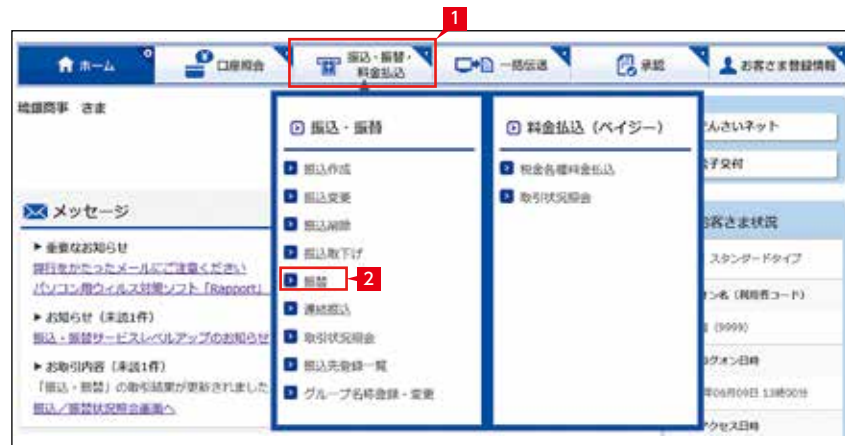 1
ホーム
口座照会
振込・振替・
料金払込
一括伝送
承認
お客さま登録情報
琉銀商事 さま
振込・振替
振込作成
振込変更
振込削除
振込取下げ
振替
2
連続振込
取引状況照会
振込先登録一覧
グループ名称登録・変更
料金払込(ペイジー)
税金各種料金払込
取引状況照会
でんさいネット
電子交付
メッセージ
▶ 重要なお知らせ
銀行をかたったメールにご注意ください
パソコン用ウィルス対策ソフト「Rapport」
▶ お知らせ(未読1件)
振込・振替サービスレベルアップのお知らせ
▶ お取引内容(未読1件)
「振込・振替」の取引結果が更新されました
振込/振替状況照会画面へ
お客さま状況
スタンダードタイプ
オン名(利用者コード)
(9999)
ログオン日時
年06月09日 13時00分
アクセス日時